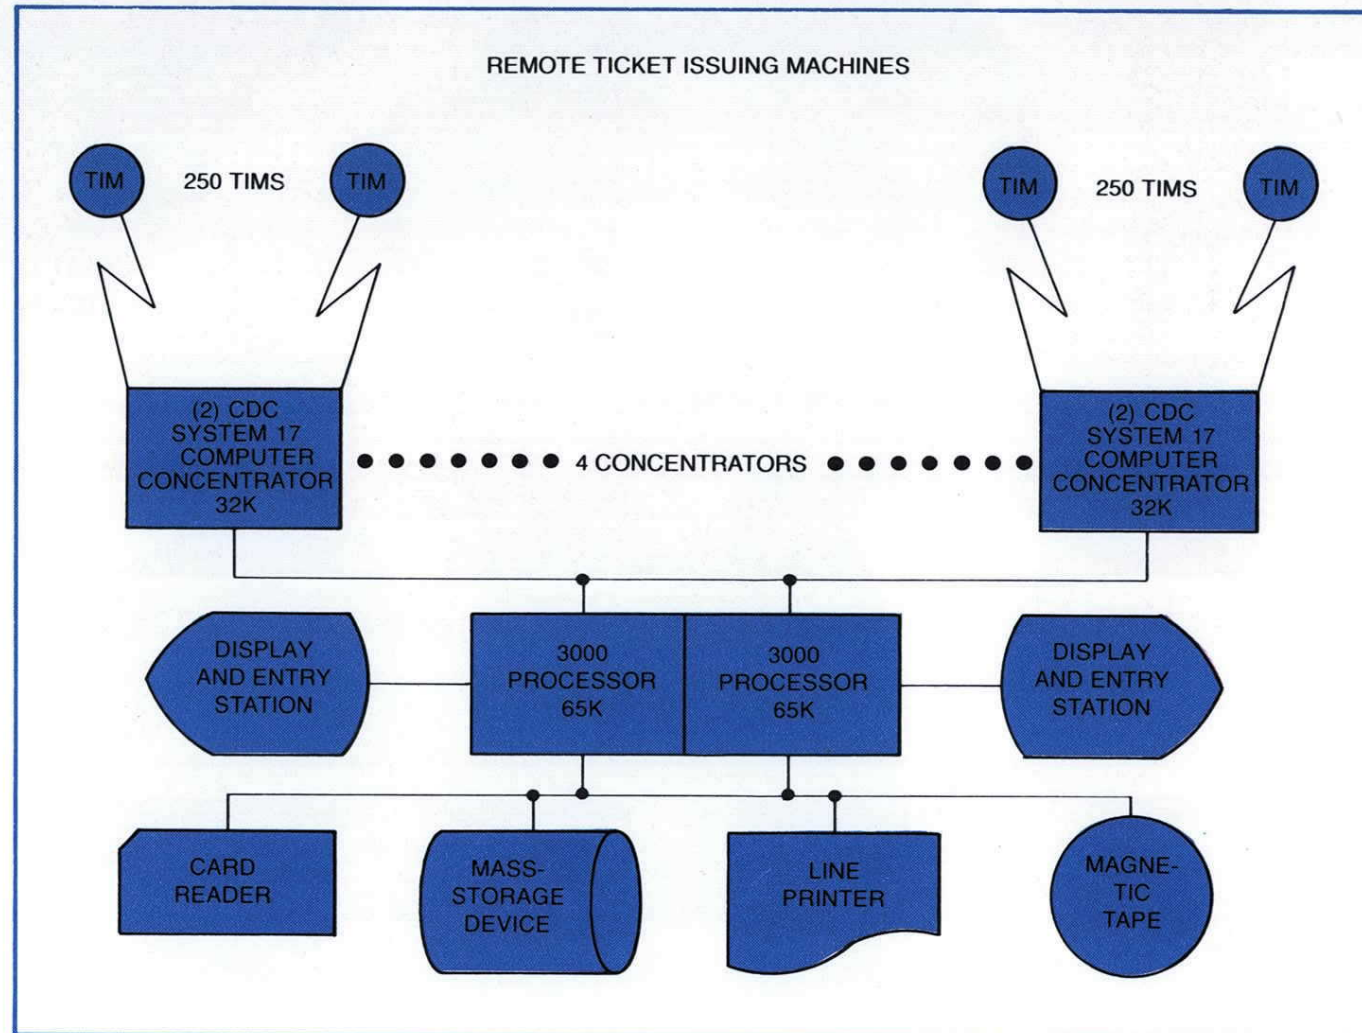 REMOTE TICKET ISSUING MACHINES
TIM
250 TIMS
TIM
TIM
250 TIMS
TIM
(2) CDC
SYSTEM 17
COMPUTER
CONCENTRATOR
32K
4 CONCENTRATORS
(2) CDC
SYSTEM 17
COMPUTER
CONCENTRATOR
32K
DISPLAY
AND ENTRY
STATION
3000
PROCESSOR
65K
3000
PROCESSOR
65K
DISPLAY
AND ENTRY
STATION
CARD
READER
MASS-
STORAGE
DEVICE
LINE
PRINTER
MAGNE-
TIC
TAPE